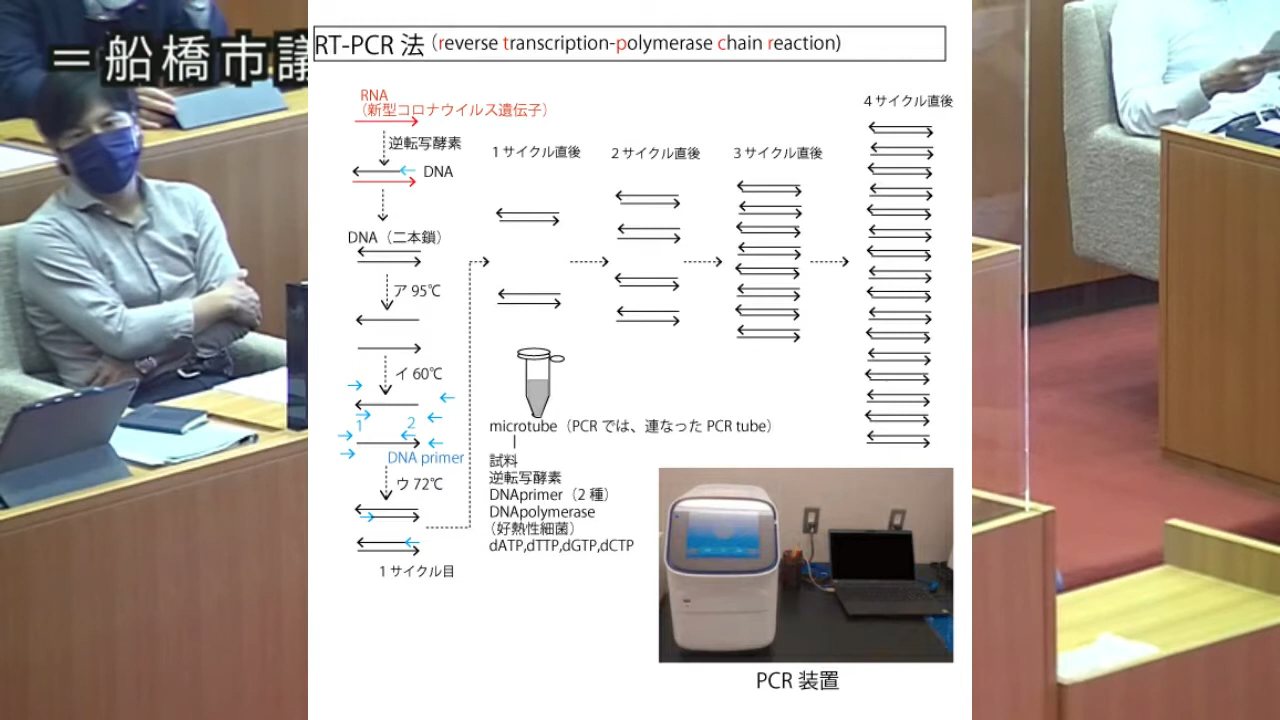 ＝船橋市議
RT-PCR 法（reverse transcription-polymerase chain reaction)
RNA
（新型コロナウイルス遺伝子）
逆転写酵素
DNA
DNA（二本鎖）
ア 95℃
イ 60℃
1
2
DNA primer
ウ 72℃
1 サイクル目
1 サイクル直後
2 サイクル直後
3 サイクル直後
4 サイクル直後
microtube（PCR では、連なった PCR tube）
試料
逆転写酵素
DNAprimer（2 種）
DNApolymerase
（好熱性細菌）
dATP,dTTP,dGTP,dCTP
PCR 装置